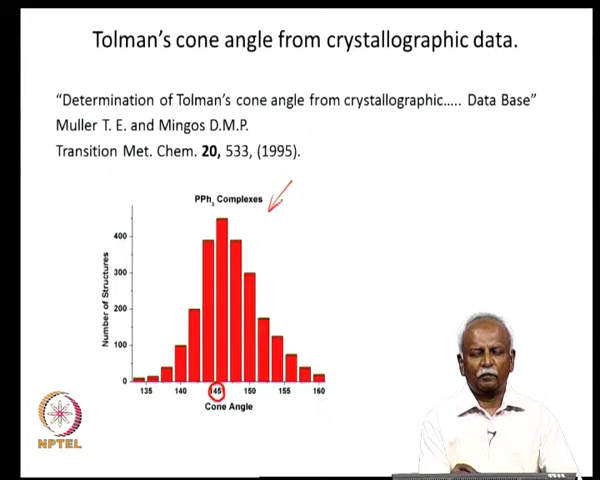 Tolman's cone angle from crystallographic data.
"Determination of Tolman's cone angle from crystallographic..... Data Base"
Muller T. E. and Mingos D.M.P.
Transition Met. Chem. 20, 533, (1995).
PPh3 Complexes
Number of Structures
400
300
200
100
0
135 140 145 150 155 160
Cone Angle
NPTEL